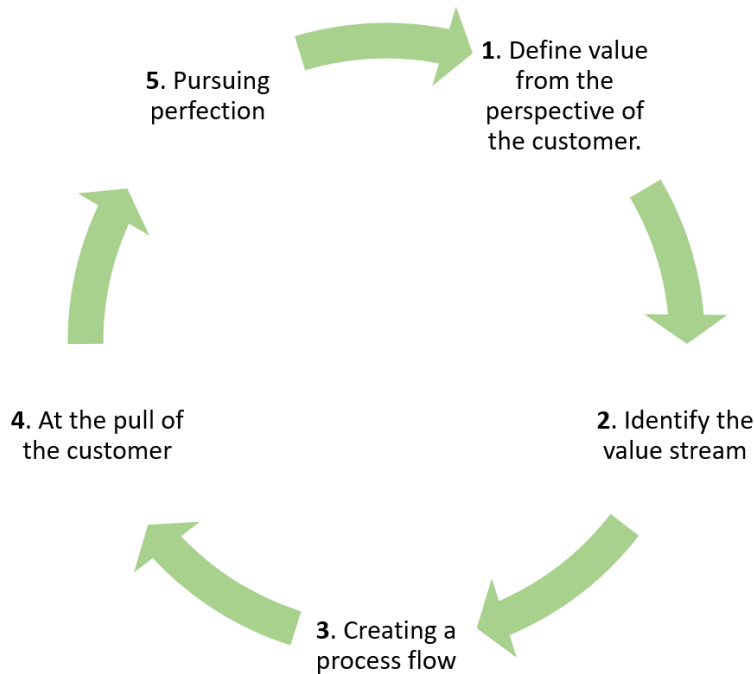 1. Define value
from the
perspective of
the customer.
2. Identify the
value stream
3. Creating a
process flow
4. At the pull of
the customer
5. Pursuing
perfection